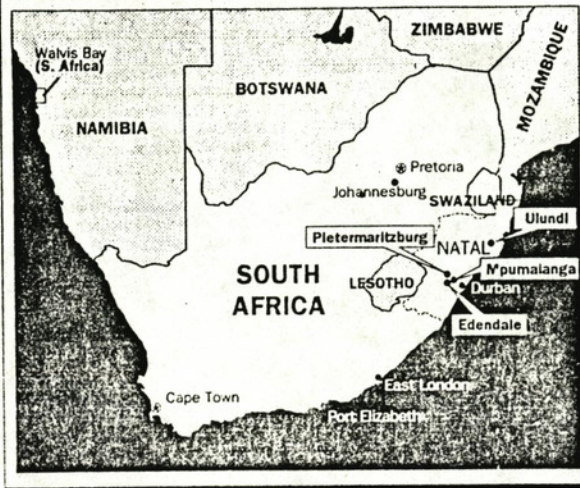 ZIMBABWE
Walvis Bay
(S. Africa)
BOTSWANA
MOZAMBIQUE
NAMIBIA
Pretoria
Johannesburg
SWAZILAND
Ulundi
Pietermaritzburg
NATAL
M'pumalanga
SOUTH
AFRICA
LESOTHO
Durban
Edendale
East London
Cape Town
Port Elizabeth